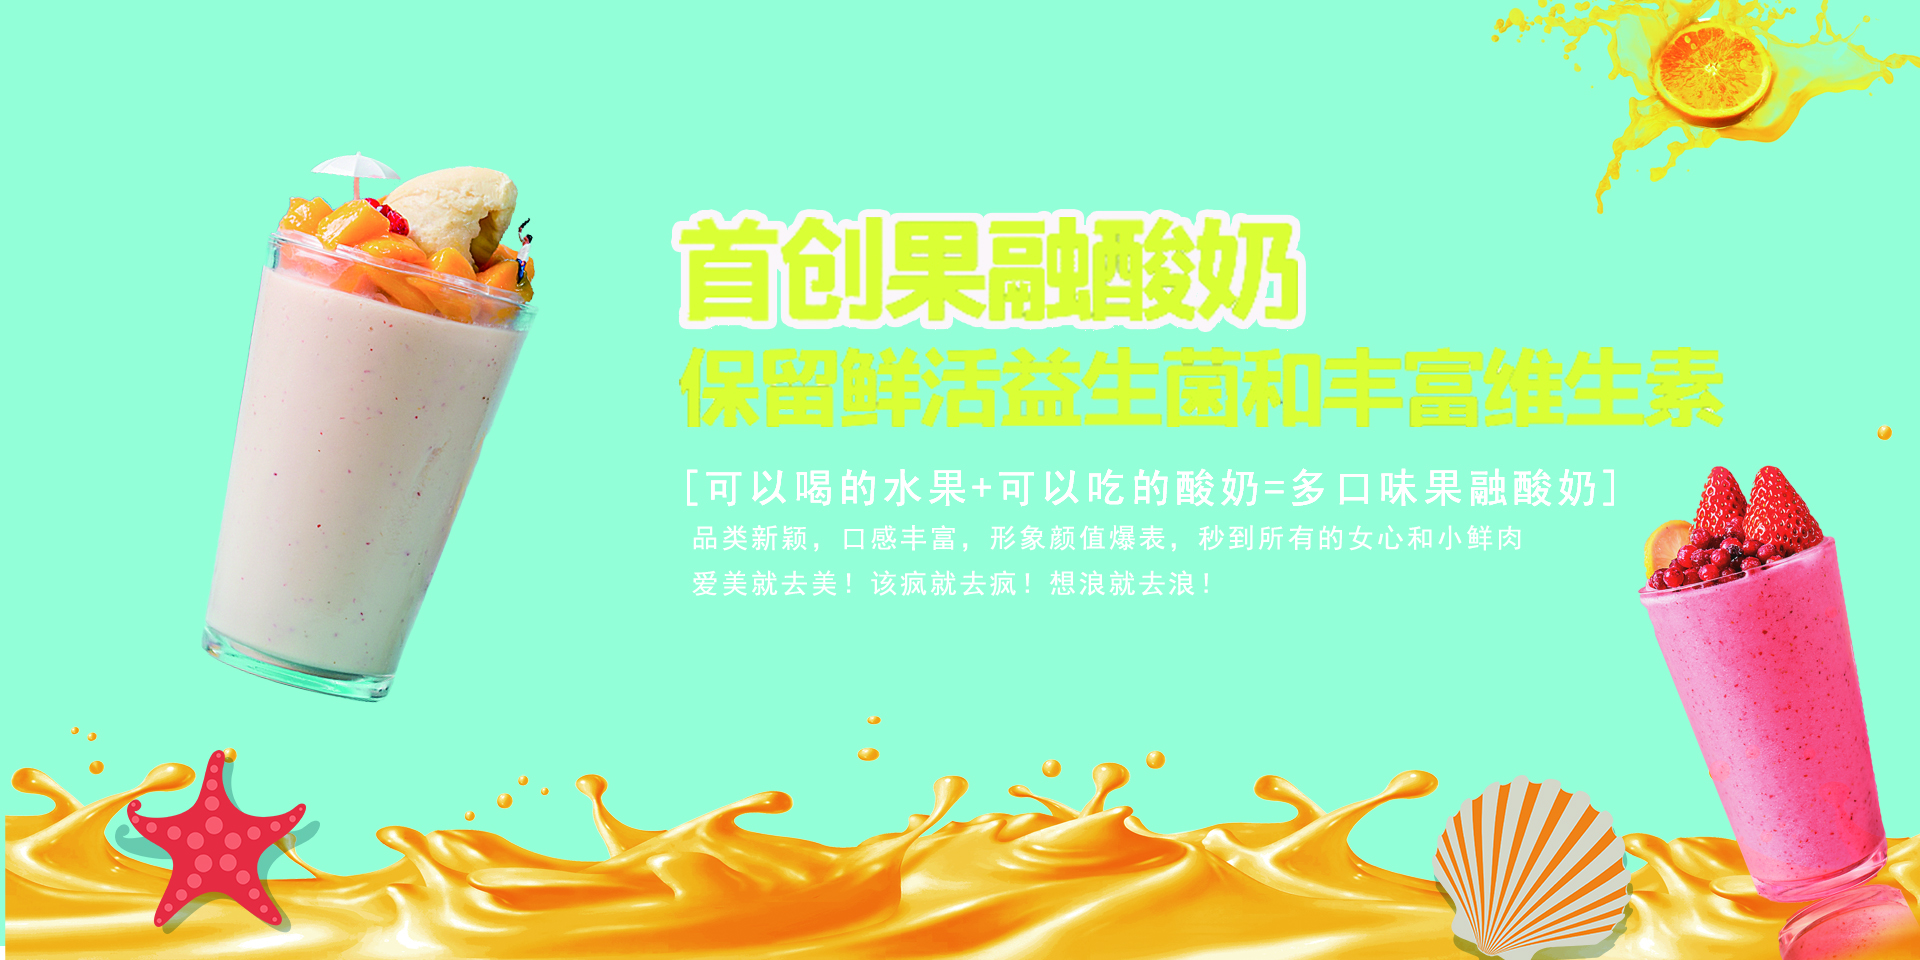 首创果融酸奶
保留鲜活益生菌和丰富维生素
[可以喝的水果+可以吃的酸奶=多口味果融酸奶]
品类新颖，口感丰富，形象颜值爆表，秒到所有的女心和小鲜肉
爱美就去美！该疯就去疯！想浪就去浪！